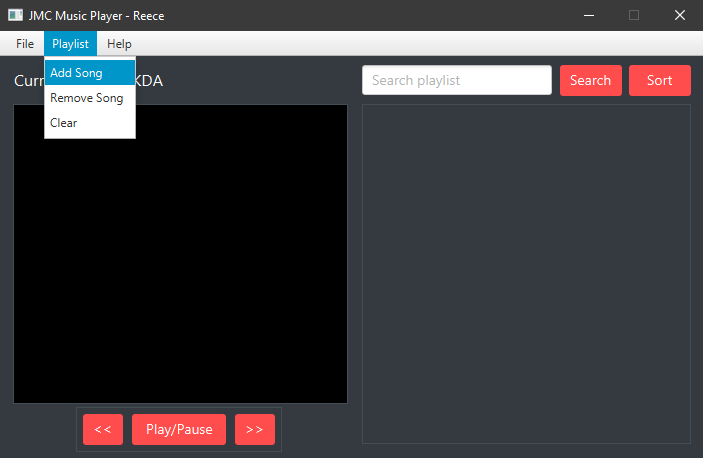 JMC Music Player - Reece
File Playlist Help
Curr KDA
Search playlist
Search
Sort
Add Song
Remove Song
Clear
<<
Play/Pause
>>